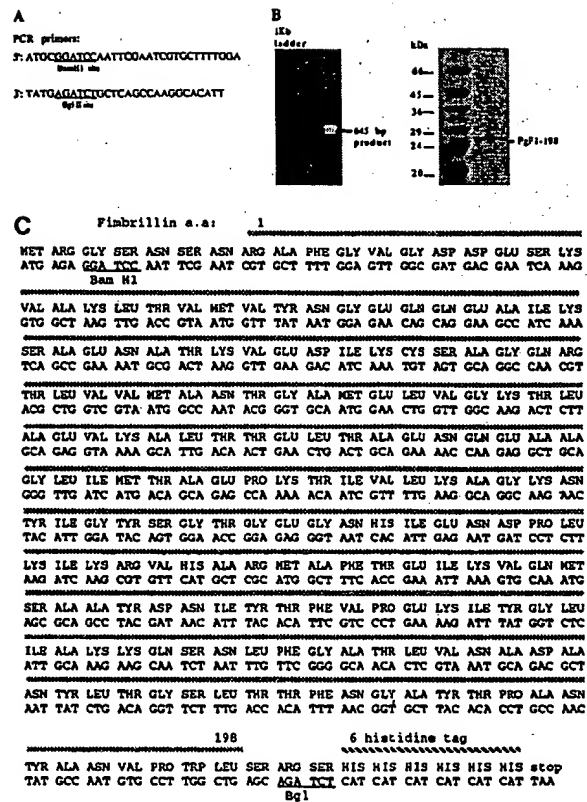 A
PCR primers:
5': ATGCGGATCCAATTCGAATCGTGCTTTTGGA
BamH1 site
3': TATGAGATCTGCTCAGCCAAGGCACATT
Bgl II site
B
1Kb
ladder
645 bp
product
kDa
66
45
36
29
24
20
PgF1-198
C
Fimbrillin a.a: 1
MET ARG GLY SER ASN SER ASN ARG ALA PHE GLY VAL GLY ASP ASP GLU SER LYS
ATG AGA GGA TCC AAT TCG AAT CGT GCT TTT GGA GTT GGC GAT GAC GAA TCA AAG
Bam H1
VAL ALA LYS LEU THR VAL MET VAL TYR ASN GLY GLU GLN GLN GLU ALA ILE LYS
GTG GCT AAG TTG ACC GTA ATG GTT TAT AAT GGA GAA CAG CAG GAA GCC ATC AAA
SER ALA GLU ASN ALA THR LYS VAL GLU ASP ILE LYS CYS SER ALA GLY GLN ARG
TCA GCC GAA AAT GCG ACT AAG GTT GAA GAC ATC AAA TGT AGT GCA GGC CAA CGT
THR LEU VAL VAL MET ALA ASN THR GLY ALA MET GLU LEU VAL GLY LYS THR LEU
ACG CTG GTC GTA ATG GCC AAT ACG GGT GCA ATG GAA CTG GTT GGC AAG ACT CTT
ALA GLU VAL LYS ALA LEU THR THR GLU LEU THR ALA GLU ASN GLN GLU ALA ALA
GCA GAG GTA AAA GCA TTG ACA ACT GAA CTG ACT GCA GAA AAC CAA GAG GCT GCA
GLY LEU ILE MET THR ALA GLU PRO LYS THR ILE VAL LEU LYS ALA GLY LYS ASN
GGG TTG ATC ATG ACA GCA GAG CCA AAA ACA ATC GTT TTG AAG GCA GGC AAG AAC
TYR ILE GLY TYR SER GLY THR GLY GLU GLY ASN HIS ILE GLU ASN ASP PRO LEU
TAC ATT GGA TAC AGT GGA ACC GGA GAG GGT AAT CAC ATT GAG AAT GAT CCT CTT
LYS ILE LYS ARG VAL HIS ALA ARG MET ALA PHE THR GLU ILE LYS VAL GLN MET
AAG ATC AAG CGT GTT CAT GCT CGC ATG GCT TTC ACC GAA ATT AAA GTG CAA ATG
SER ALA ALA TYR ASP ASN ILE TYR THR PHE VAL PRO GLU LYS ILE TYR GLY LEU
AGC GCA GCC TAC GAT AAC ATT TAC ACA TTC GTC CCT GAA AAG ATT TAT GGT CTC
ILE ALA LYS LYS GLN SER ASN LEU PHE GLY ALA THR LEU VAL ASN ALA ASP ALA
ATT GCA AAG AAG CAA TCT AAT TTG TTC GGG GCA ACA CTC GTA AAT GCA GAC GCT
ASN TYR LEU THR GLY SER LEU THR THR PHE ASN GLY ALA TYR THR PRO ALA ASN
AAT TAT CTG ACA GGT TCT TTG ACC ACA TTT AAC GGT GCT TAC ACA CCT GCC AAC
198 6 histidine tag
TYR ALA ASN VAL PRO TRP LEU SER ARG SER HIS HIS HIS HIS HIS HIS stop
TAT GCC AAT GTG CCT TGG CTG AGC AGA TCT CAT CAT CAT CAT CAT CAT TAA
Bgl